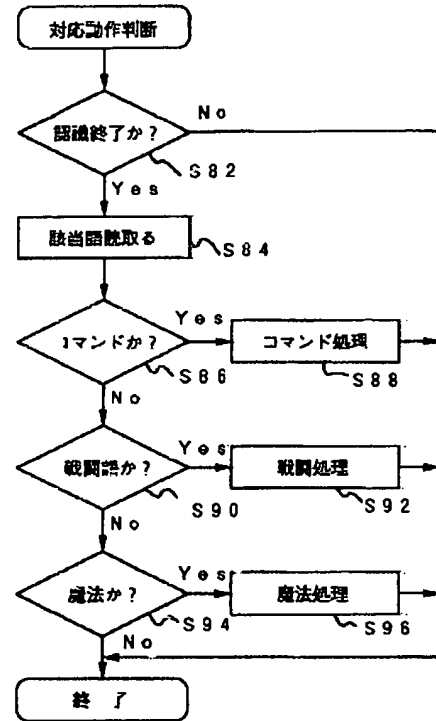 対応動作判断
No
認識終了か?
S82
Yes
該当語読取る
S84
コマンドか?
Yes
コマンド処理
S86
S88
No
戦闘語か?
Yes
戦闘処理
S90
S92
No
魔法か?
Yes
魔法処理
S94
S96
No
終了